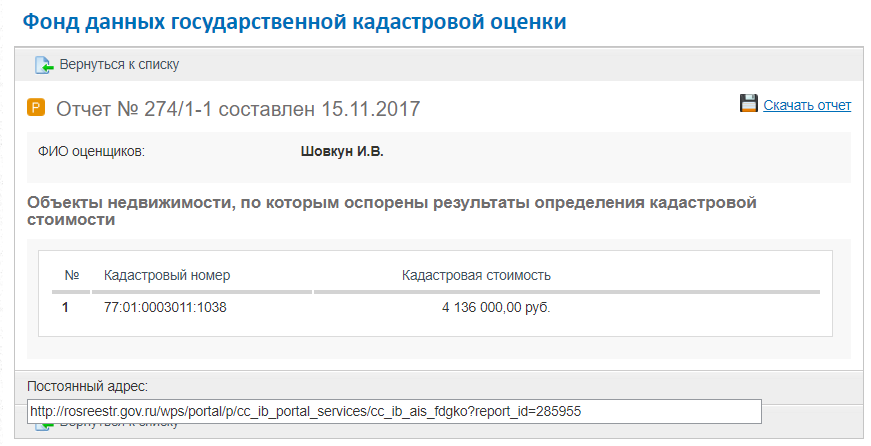 Фонд данных государственной кадастровой оценки
Вернуться к списку
Р Отчет № 274/1-1 составлен 15.11.2017
Скачать отчет
ФИО оценщиков: Шовкун И.В.
Объекты недвижимости, по которым оспорены результаты определения кадастровой
стоимости
№ Кадастровый номер Кадастровая стоимость
1 77:01:0003011:1038 4 136 000,00 руб.
Постоянный адрес:
http://rosreestr.gov.ru/wps/portal/p/cc_ib_portal_services/cc_ib_ais_fdgko?report_id=285955
Вернуться к списку